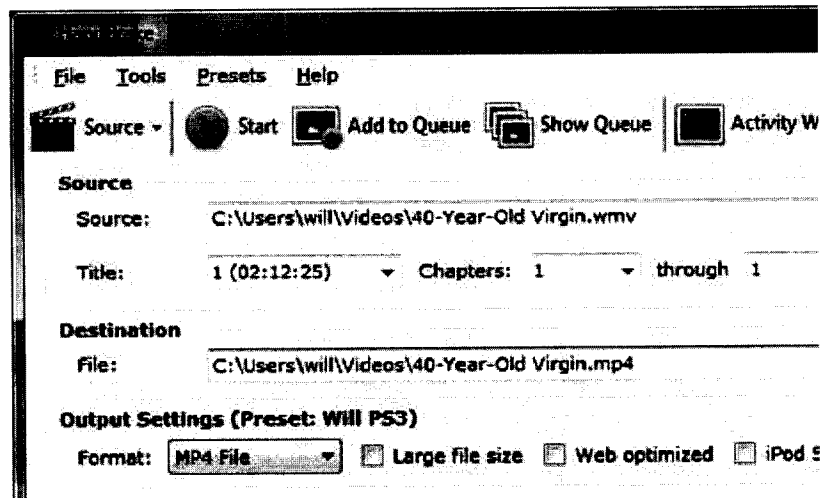 File Tools Presets Help
Source Start Add to Queue Show Queue Activity W
Source
Source: C:\Users\will\Videos\40-Year-Old Virgin.wmv
Title: 1 (02:12:25) Chapters: 1 through 1
Destination
File: C:\Users\will\Videos\40-Year-Old Virgin.mp4
Output Settings (Preset: Will PS3)
Format: MP4 File Large file size Web optimized iPod S